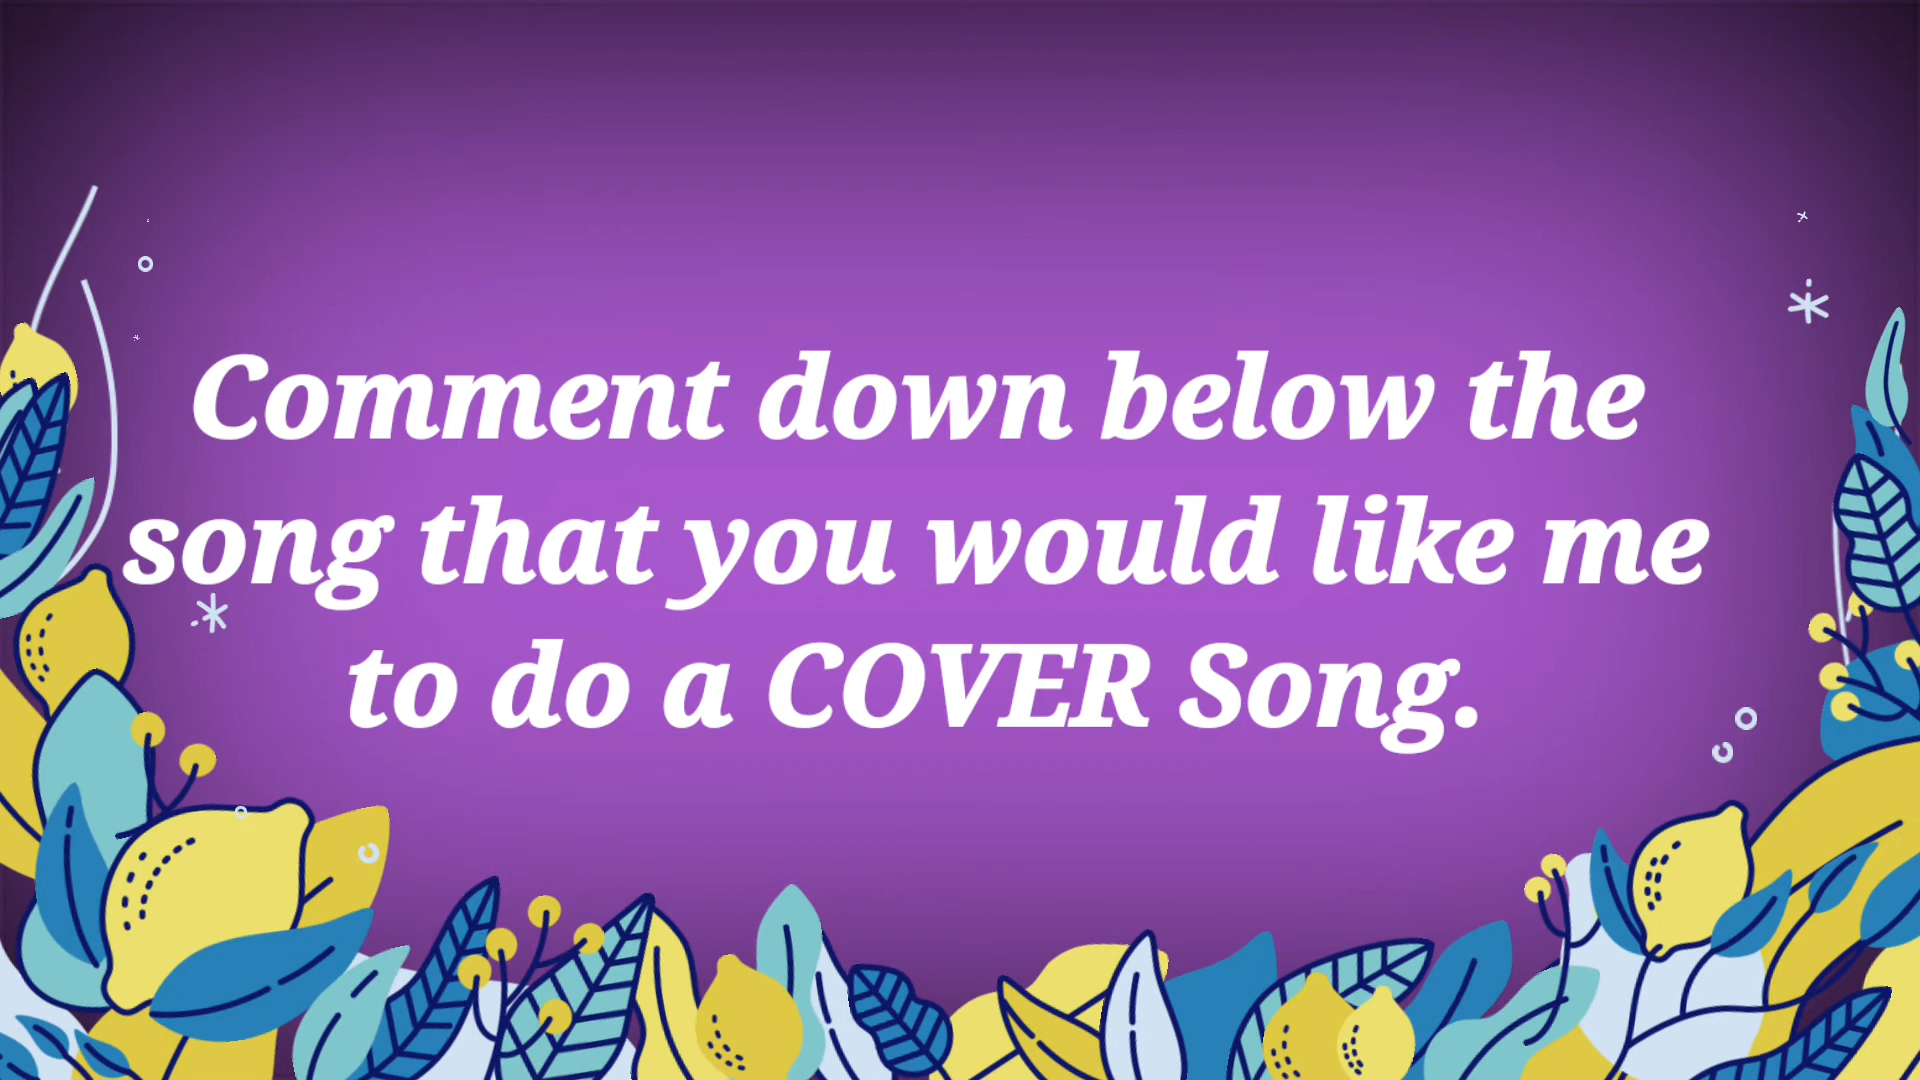 Comment down below the
song that you would like me
to do a COVER Song.